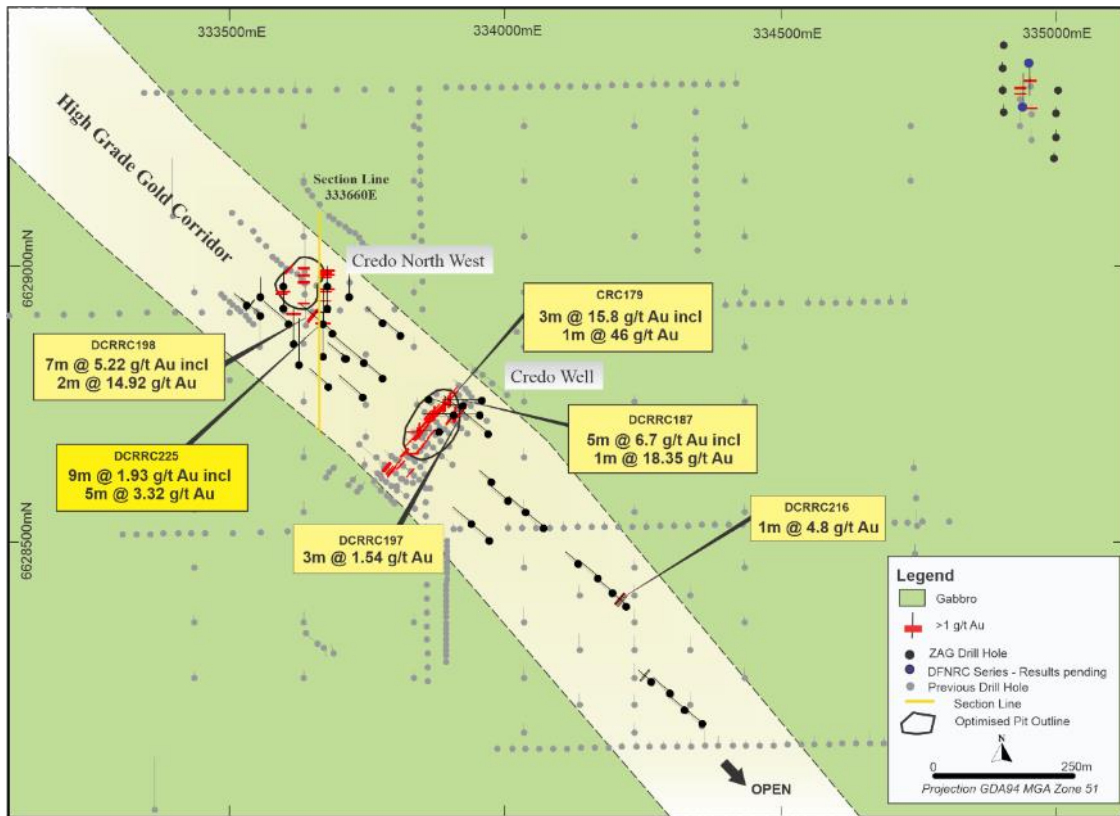 333500mE
334000mE
334500mE
335000mE
High Grade Gold Corridor
Section Line
333660E
6629000mN
Credo North West
CRC179
3m @ 15.8 g/t Au incl
1m @ 46 g/t Au
DCRRC198
7m @ 5.22 g/t Au incl
2m @ 14.92 g/t Au
Credo Well
DCRRC187
5m @ 6.7 g/t Au incl
1m @ 18.35 g/t Au
DCRRC225
9m @ 1.93 g/t Au incl
5m @ 3.32 g/t Au
DCRRC216
1m @ 4.8 g/t Au
6628500mN
DCRRC197
3m @ 1.54 g/t Au
Legend
Gabbro
>1 g/t Au
ZAG Drill Hole
DFNRC Series - Results pending
Previous Drill Hole
Section Line
Optimised Pit Outline
N
0
250m
Projection GDA94 MGA Zone 51
OPEN